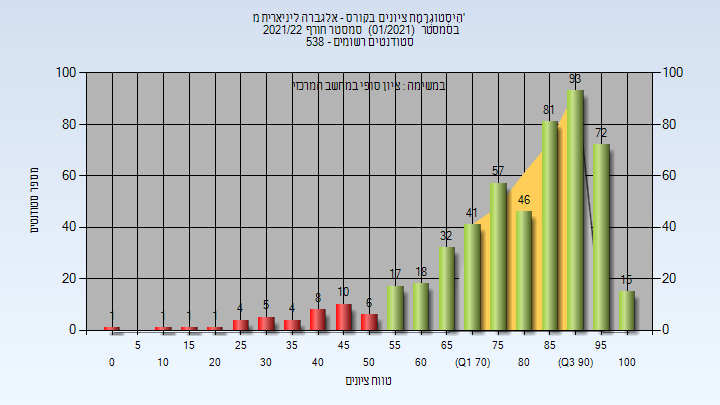 הִיסְטוֹגְרָמַת ציונים בקורס - אלגברה ליניארית מ'
בסמסטר (01/2021) סמסטר חורף 2021/22
סטודנטים רשומים - 538
במשימה : ציון סופי במחשב המרכזי
מספר סטודנטים
100 100
80 80
60 60
40 40
20 20
0 0
1 1 1 1 4 5 4 8 10 6 17 18 32 41 57 46 81 93 72 15
5 15 25 35 45 55 65 75 85 95
0 10 20 30 40 50 60 (Q1 70) 80 (Q3 90) 100
טווח ציונים